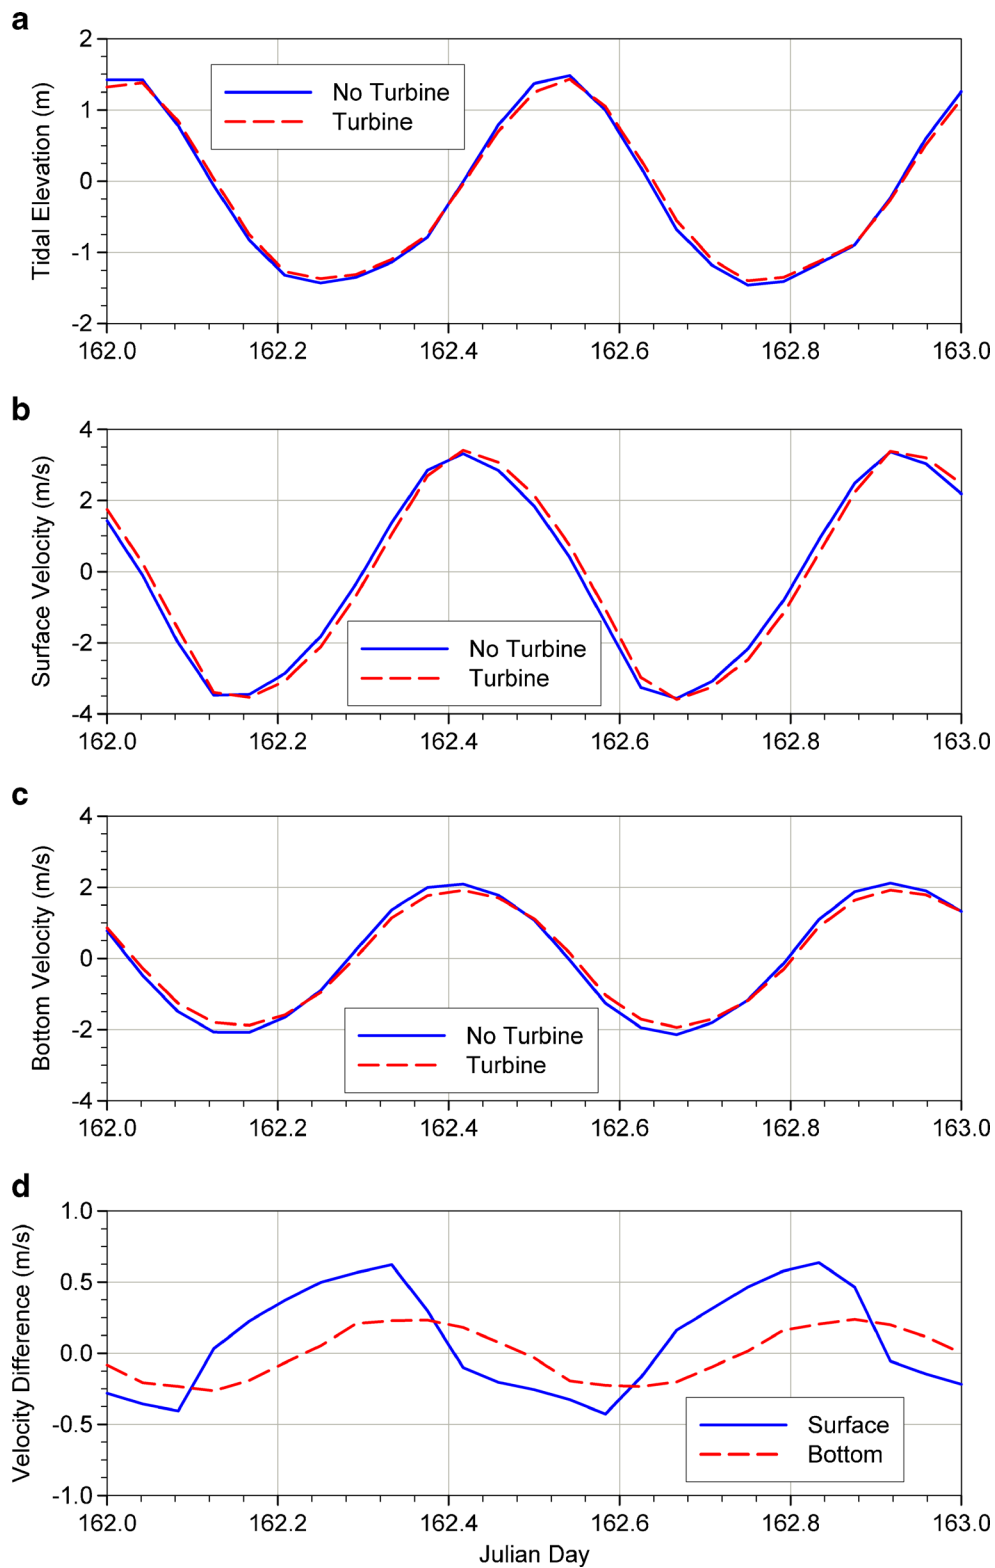 a
Tidal Elevation (m)
2
1
0
-1
-2
No Turbine
Turbine
162.0 162.2 162.4 162.6 162.8 163.0
b
Surface Velocity (m/s)
4
2
0
-2
-4
No Turbine
Turbine
162.0 162.2 162.4 162.6 162.8 163.0
c
Bottom Velocity (m/s)
4
2
0
-2
-4
No Turbine
Turbine
162.0 162.2 162.4 162.6 162.8 163.0
d
Velocity Difference (m/s)
1.0
0.5
0.0
-0.5
-1.0
Surface
Bottom
162.0 162.2 162.4 162.6 162.8 163.0
Julian Day